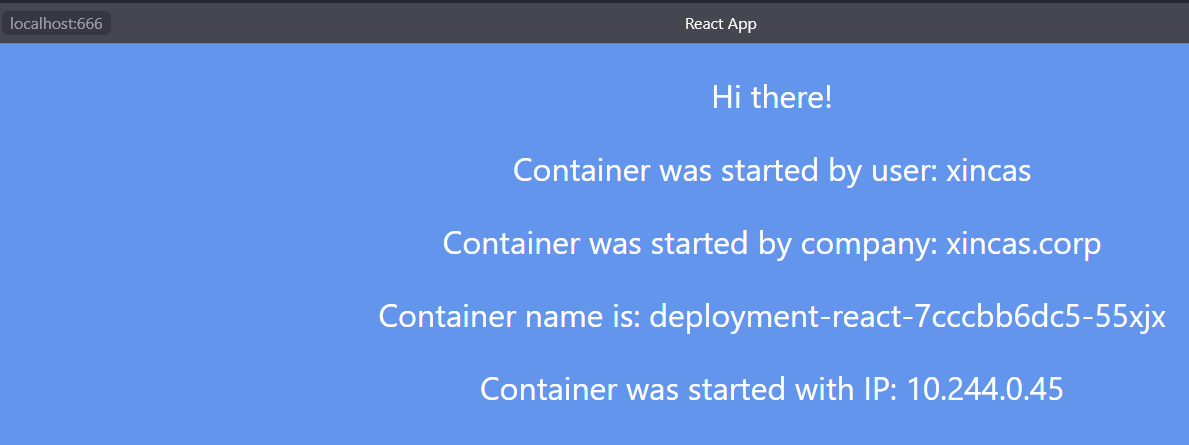 localhost:666
React App
Hi there!
Container was started by user: xincas
Container was started by company: xincas.corp
Container name is: deployment-react-7cccbb6dc5-55xjx
Container was started with IP: 10.244.0.45